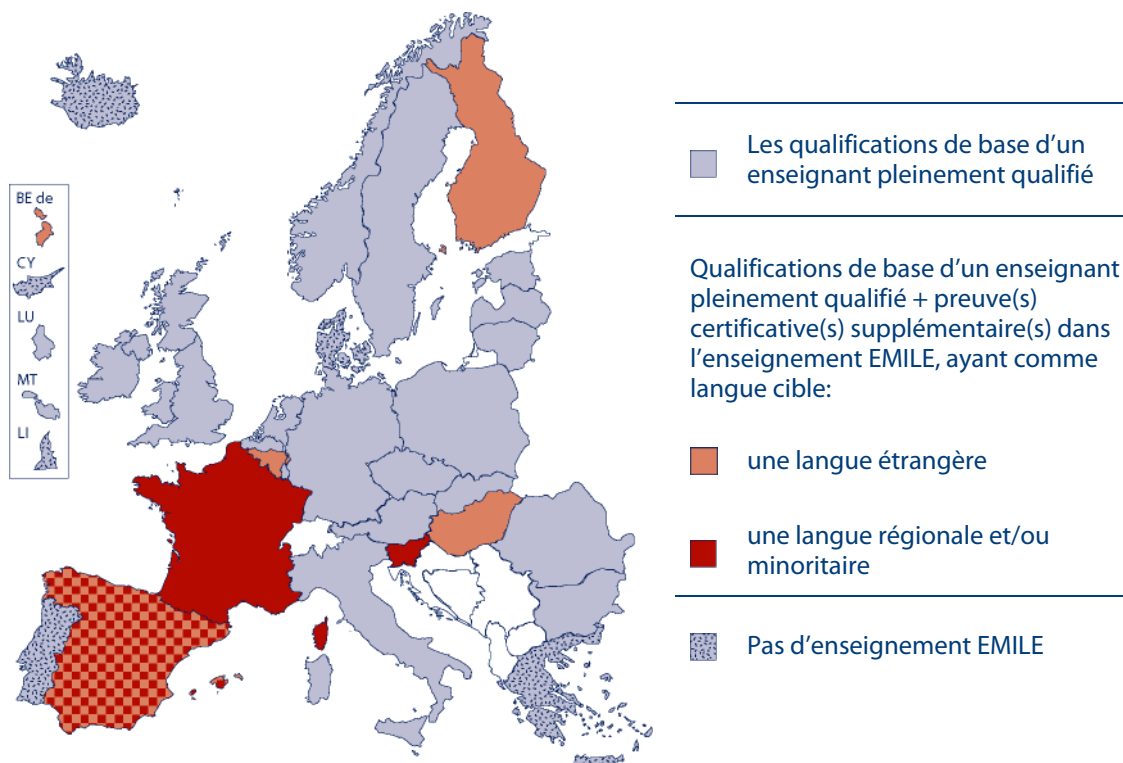 BE de
CY
LU
MT
LI
Les qualifications de base d'un
enseignant pleinement qualifié
Qualifications de base d'un enseignant
pleinement qualifié + preuve(s)
certificative(s) supplémentaire(s) dans
l'enseignement EMILE, ayant comme
langue cible:
une langue étrangère
une langue régionale et/ou
minoritaire
Pas d'enseignement EMILE